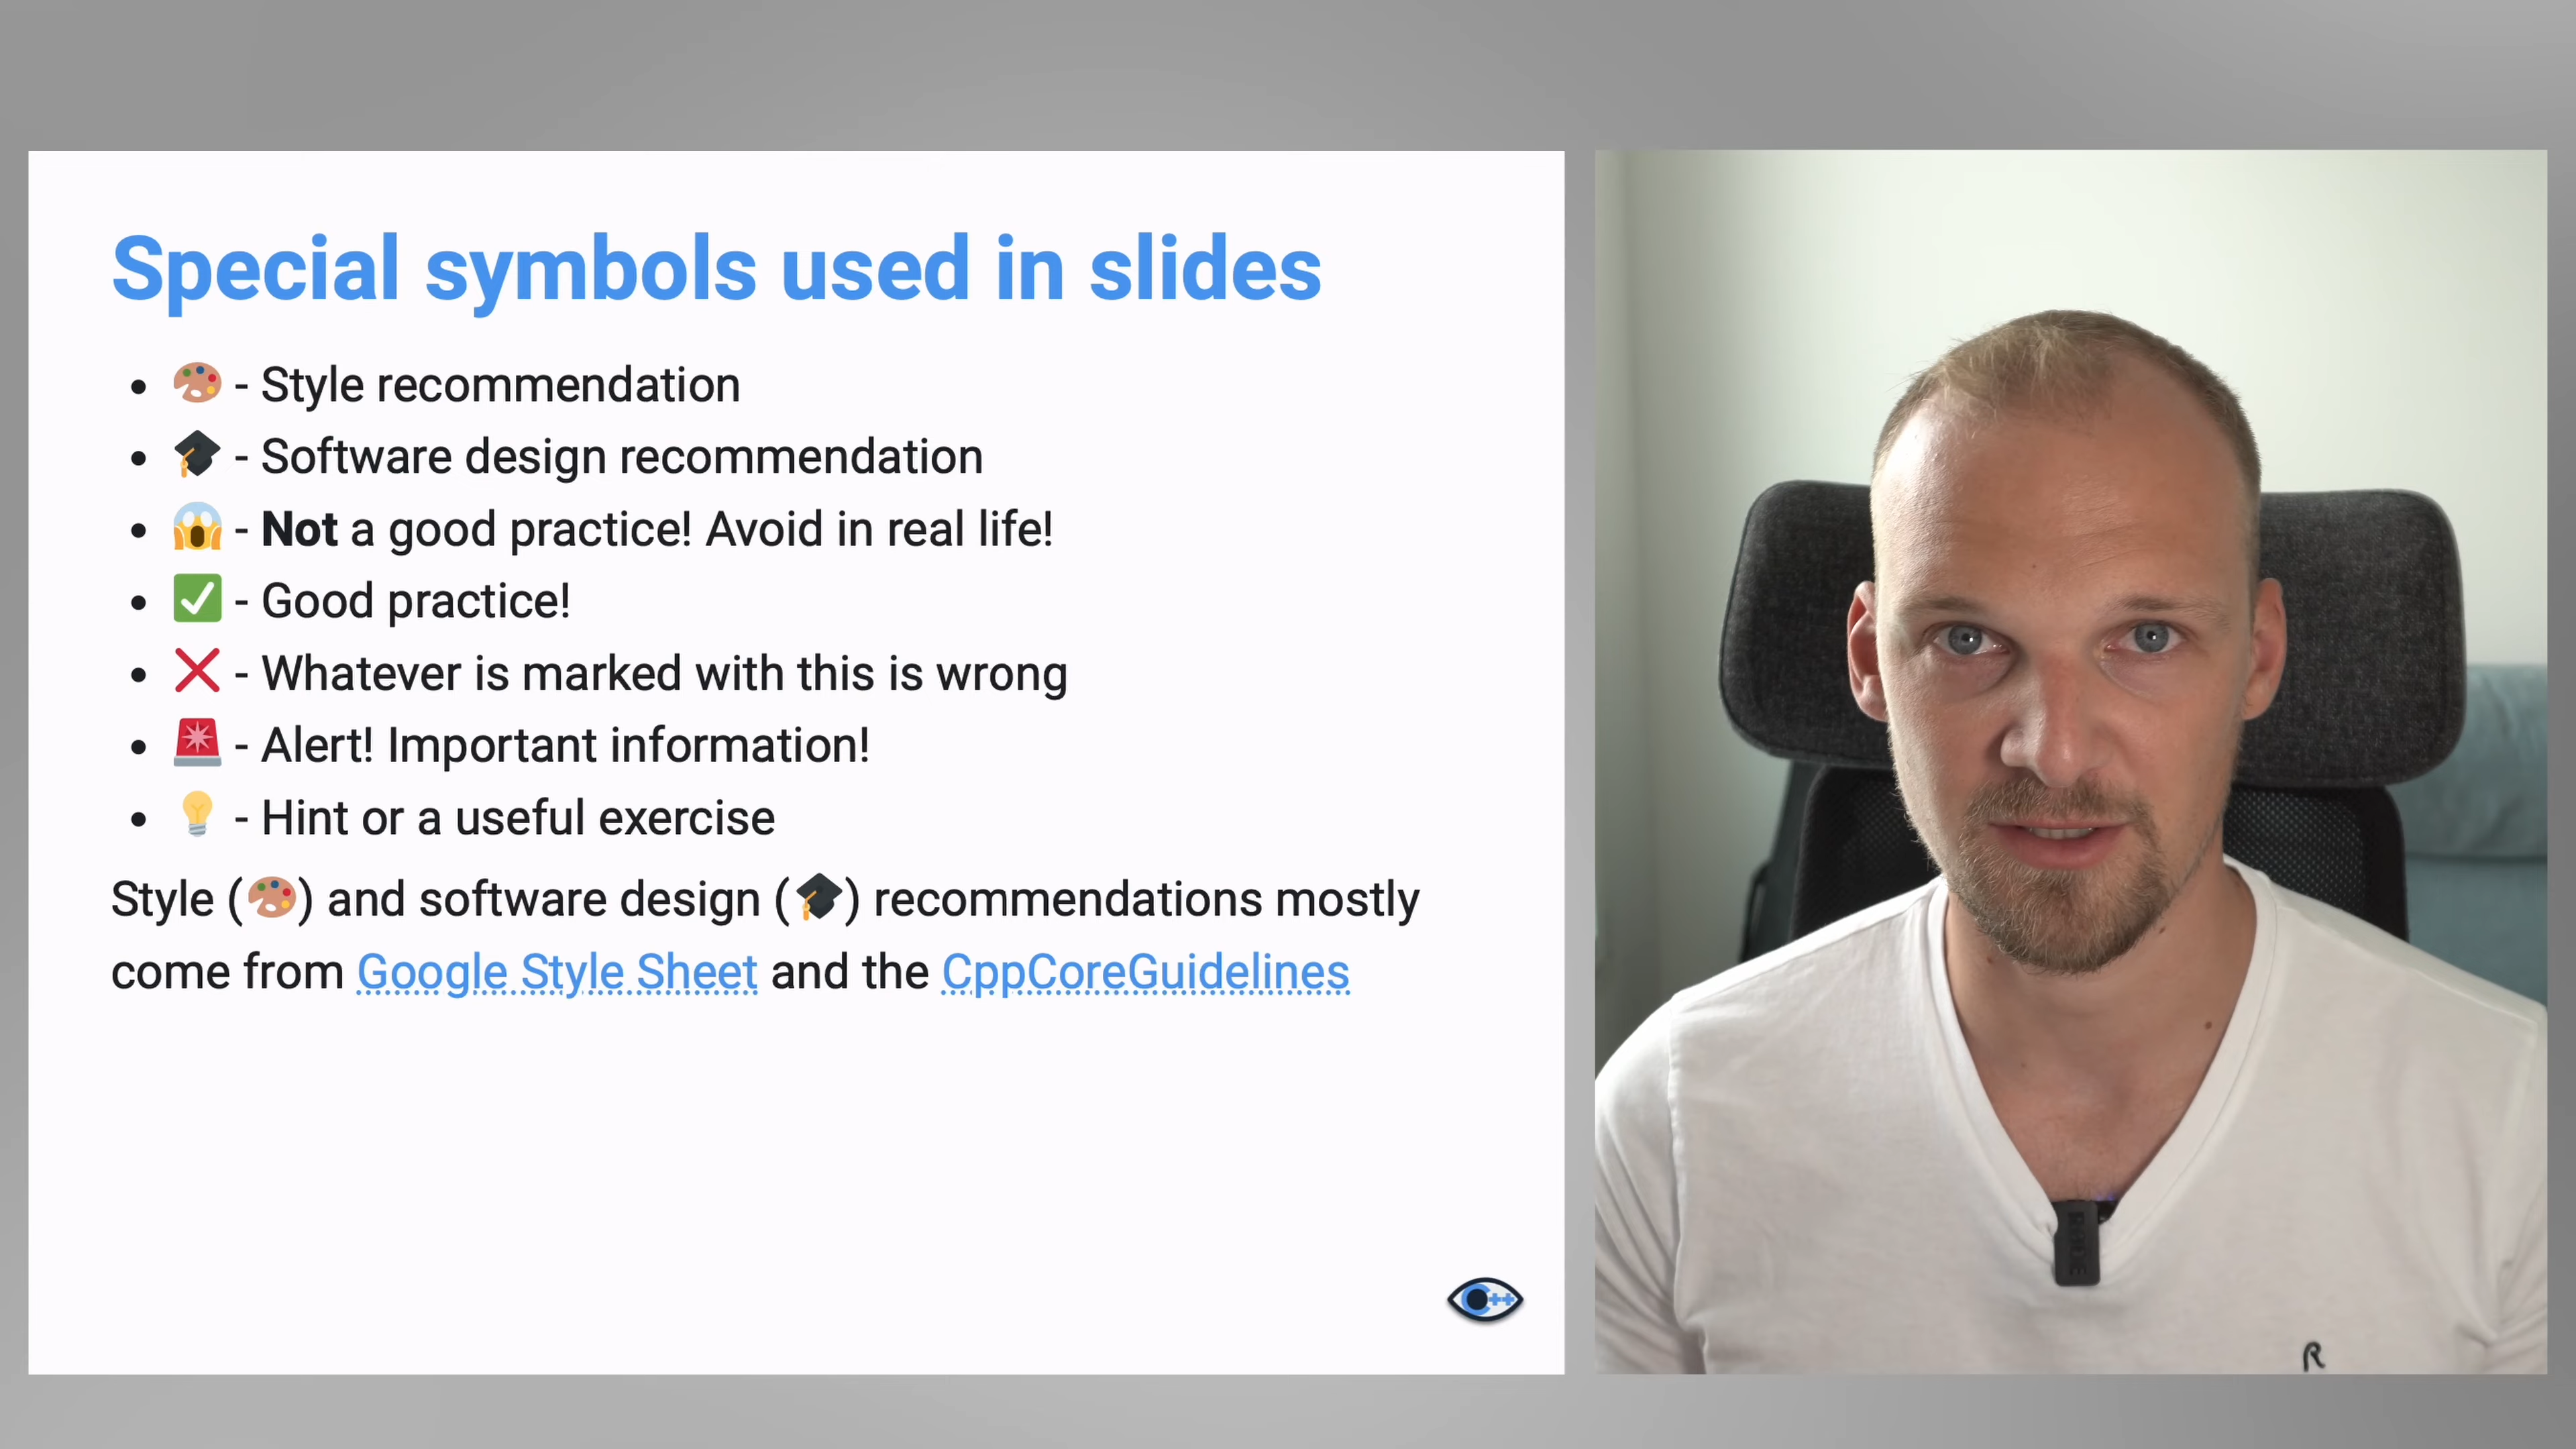 Special symbols used in slides
• 🎨 - Style recommendation
• 🎓 - Software design recommendation
• 😱 - Not a good practice! Avoid in real life!
• ✅ - Good practice!
• ❌ - Whatever is marked with this is wrong
• 🚨 - Alert! Important information!
• 💡 - Hint or a useful exercise
Style (🎨) and software design (🎓) recommendations mostly
come from Google Style Sheet and the CppCoreGuidelines
C++
RODE
R